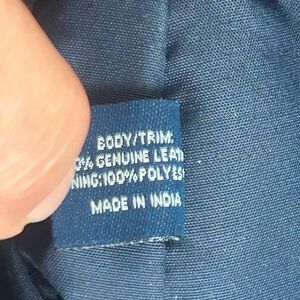 BODY/TRIM:
0% GENUINE LEAT
NING:100% POLYES
MADE IN INDIA